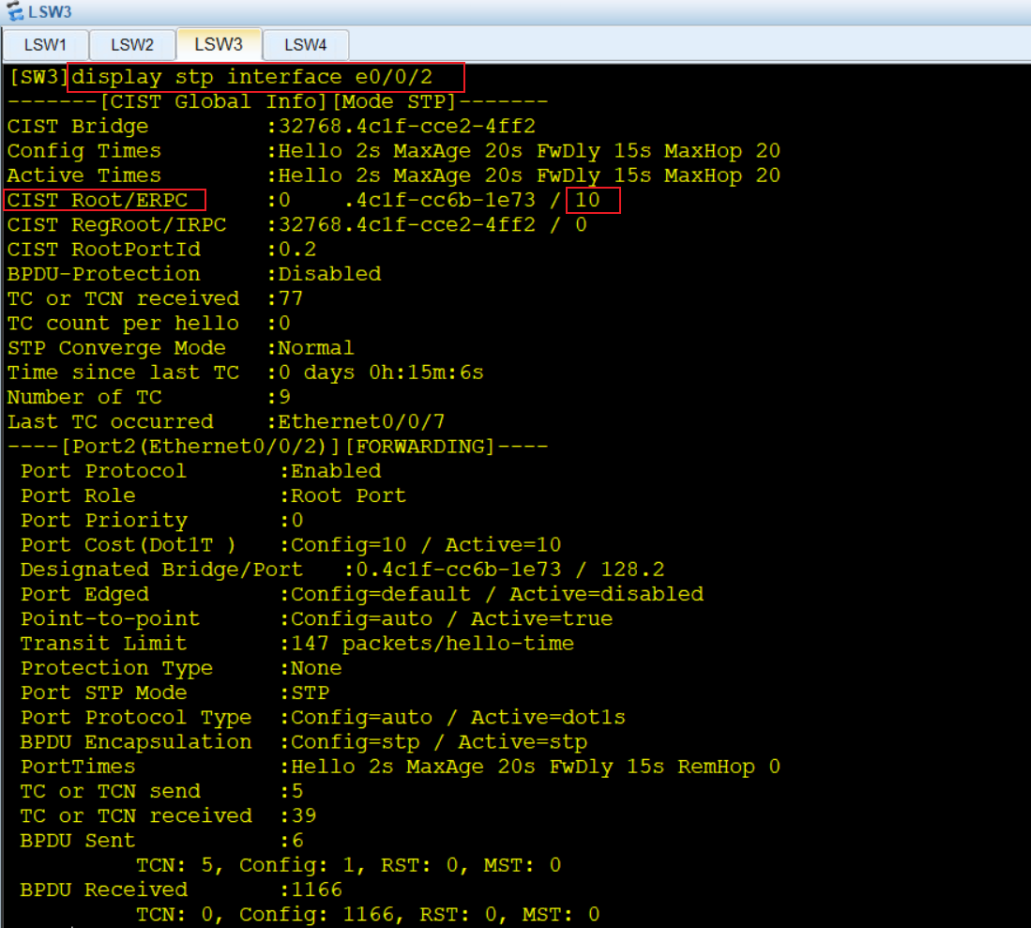 LSW3
LSW1 LSW2 LSW3 LSW4
[SW3]display stp interface e0/0/2
-------[CIST Global Info][Mode STP]-------
CIST Bridge         :32768.4c1f-cce2-4ff2
Config Times        :Hello 2s MaxAge 20s FwDly 15s MaxHop 20
Active Times        :Hello 2s MaxAge 20s FwDly 15s MaxHop 20
CIST Root/ERPC      :0    .4c1f-cc6b-1e73 / 10
CIST RegRoot/IRPC   :32768.4c1f-cce2-4ff2 / 0
CIST RootPortId     :0.2
BPDU-Protection     :Disabled
TC or TCN received  :77
TC count per hello  :0
STP Converge Mode   :Normal
Time since last TC  :0 days 0h:15m:6s
Number of TC        :9
Last TC occurred    :Ethernet0/0/7
----[Port2(Ethernet0/0/2)][FORWARDING]----
 Port Protocol       :Enabled
 Port Role           :Root Port
 Port Priority       :0
 Port Cost(Dot1T )   :Config=10 / Active=10
 Designated Bridge/Port   :0.4c1f-cc6b-1e73 / 128.2
 Port Edged          :Config=default / Active=disabled
 Point-to-point      :Config=auto / Active=true
 Transit Limit       :147 packets/hello-time
 Protection Type     :None
 Port STP Mode       :STP
 Port Protocol Type  :Config=auto / Active=dot1s
 BPDU Encapsulation  :Config=stp / Active=stp
 PortTimes           :Hello 2s MaxAge 20s FwDly 15s RemHop 0
 TC or TCN send      :5
 TC or TCN received  :39
 BPDU Sent           :6
          TCN: 5, Config: 1, RST: 0, MST: 0
 BPDU Received       :1166
          TCN: 0, Config: 1166, RST: 0, MST: 0